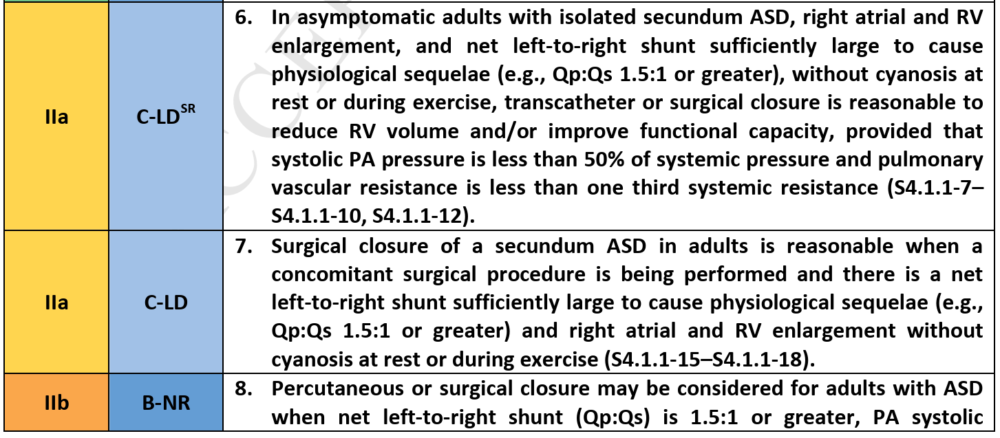 IIa
C-LD^SR
6. In asymptomatic adults with isolated secundum ASD, right atrial and RV
enlargement, and net left-to-right shunt sufficiently large to cause
physiological sequelae (e.g., Qp:Qs 1.5:1 or greater), without cyanosis at
rest or during exercise, transcatheter or surgical closure is reasonable to
reduce RV volume and/or improve functional capacity, provided that
systolic PA pressure is less than 50% of systemic pressure and pulmonary
vascular resistance is less than one third systemic resistance (S4.1.1-7–
S4.1.1-10, S4.1.1-12).
IIa
C-LD
7. Surgical closure of a secundum ASD in adults is reasonable when a
concomitant surgical procedure is being performed and there is a net
left-to-right shunt sufficiently large to cause physiological sequelae (e.g.,
Qp:Qs 1.5:1 or greater) and right atrial and RV enlargement without
cyanosis at rest or during exercise (S4.1.1-15–S4.1.1-18).
IIb
B-NR
8. Percutaneous or surgical closure may be considered for adults with ASD
when net left-to-right shunt (Qp:Qs) is 1.5:1 or greater, PA systolic